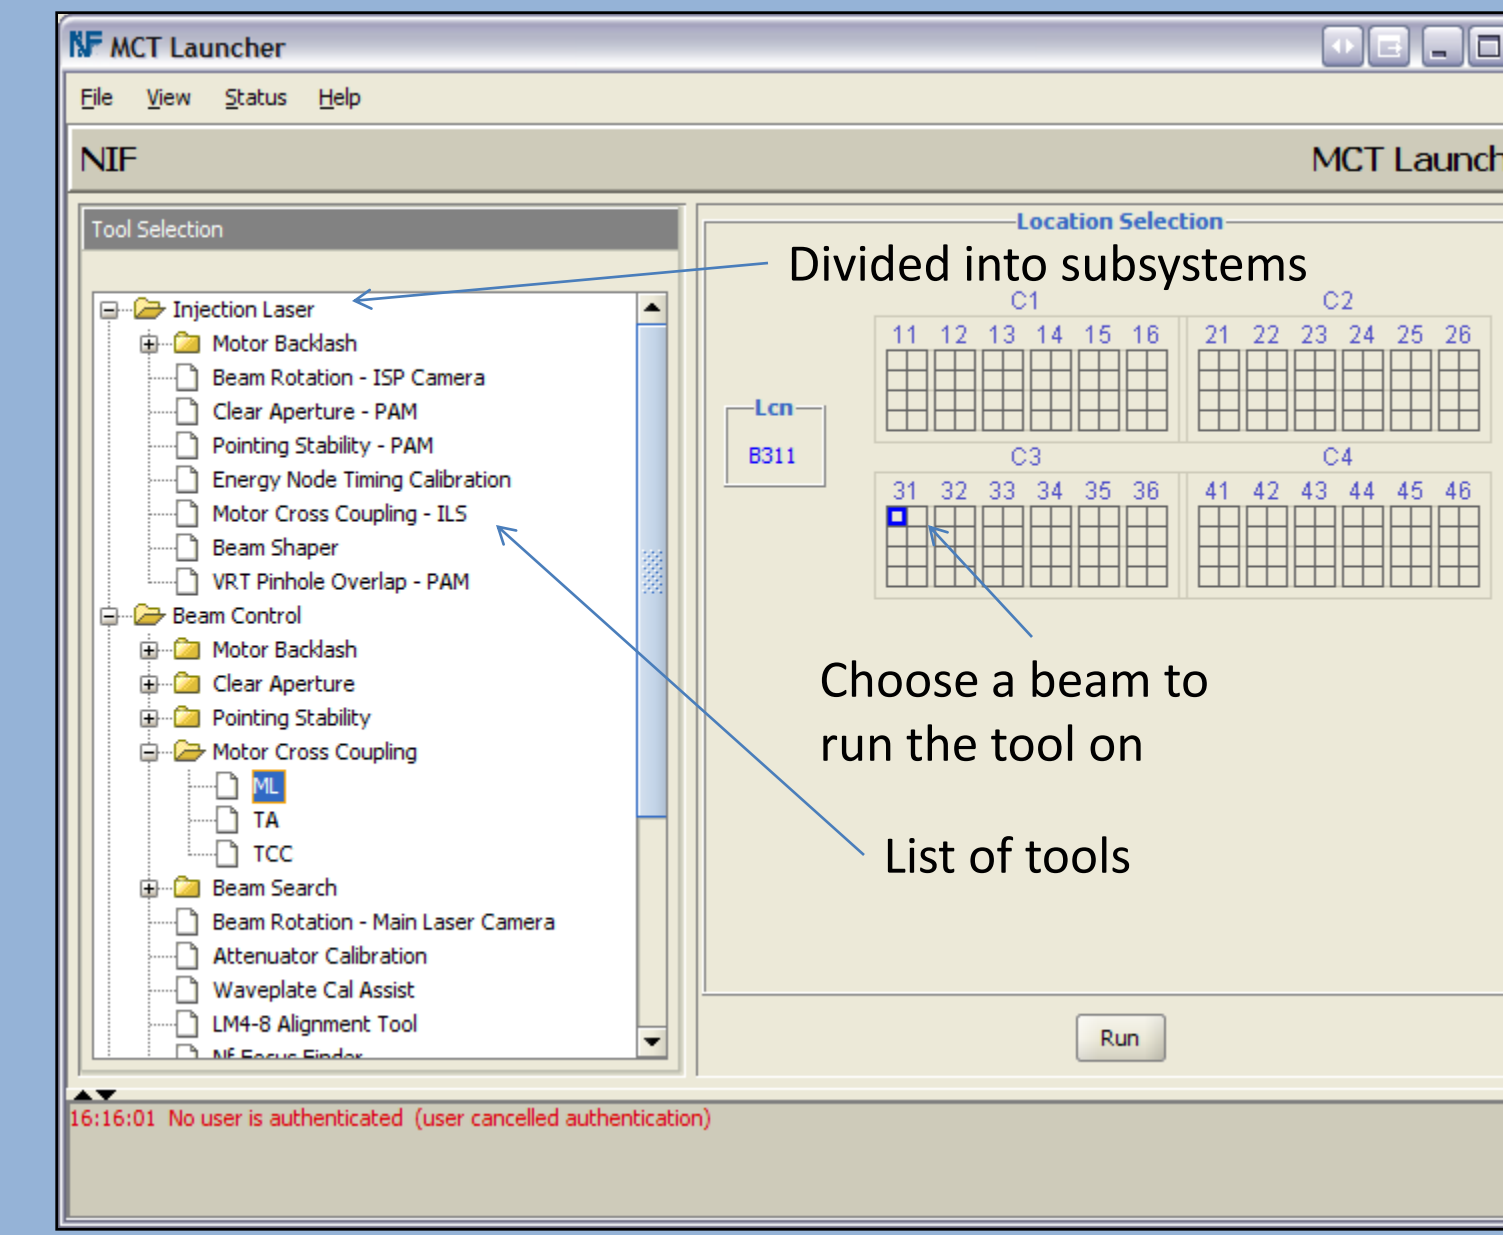 NIF MCT Launcher
File View Status Help
NIF
MCT Launch
Tool Selection
Injection Laser
Motor Backlash
Beam Rotation - ISP Camera
Clear Aperture - PAM
Pointing Stability - PAM
Energy Node Timing Calibration
Motor Cross Coupling - ILS
Beam Shaper
VRT Pinhole Overlap - PAM
Beam Control
Motor Backlash
Clear Aperture
Pointing Stability
Motor Cross Coupling
ML
TA
TCC
Beam Search
Beam Rotation - Main Laser Camera
Attenuator Calibration
Waveplate Cal Assist
LM4-8 Alignment Tool
Nf Focus Finder
Location Selection
Divided into subsystems
C1 C2
11 12 13 14 15 16 21 22 23 24 25 26
Lcn
B311
C3 C4
31 32 33 34 35 36 41 42 43 44 45 46
Choose a beam to
run the tool on
List of tools
Run
16:16:01 No user is authenticated (user cancelled authentication)